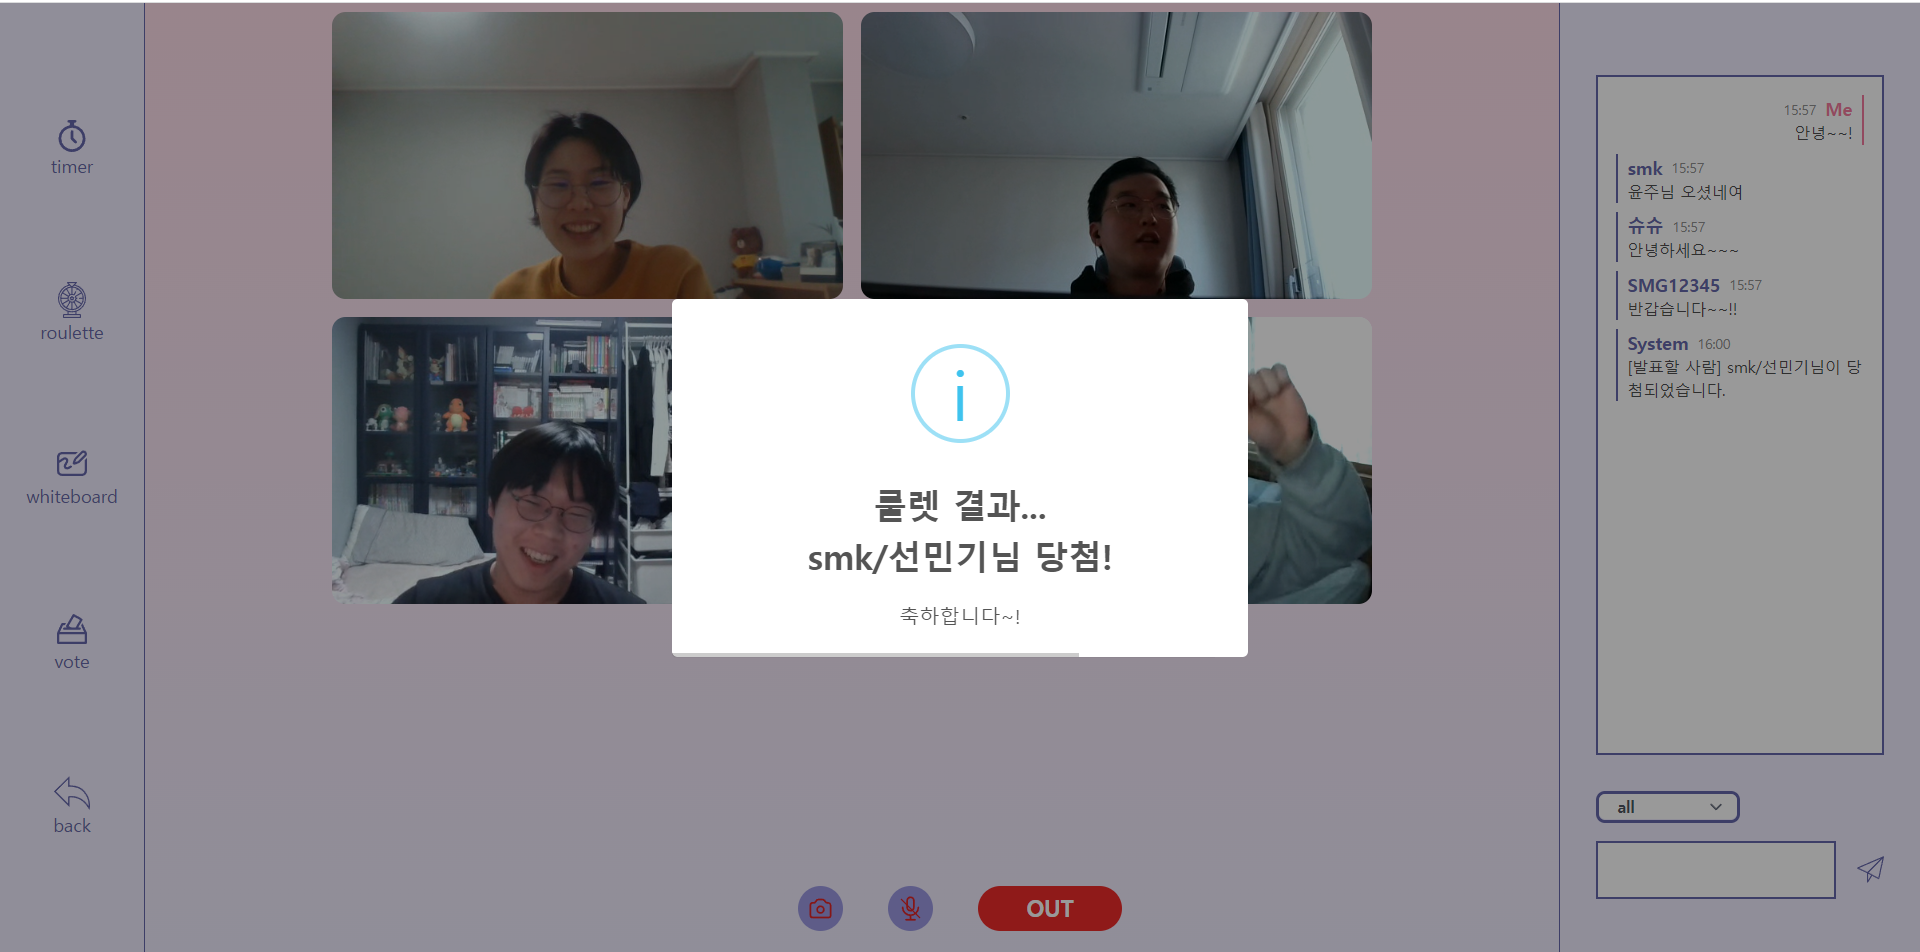 timer
roulette
whiteboard
vote
back
룰렛 결과...
smk/선민기님 당첨!
축하합니다~!
OUT
15:57 Me
안녕~~!
smk 15:57
윤주님 오셨네여
슈슈 15:57
안녕하세요~~~
SMG12345 15:57
반갑습니다~~!!
System 16:00
[발표할 사람] smk/선민기님이 당
첨되었습니다.
all